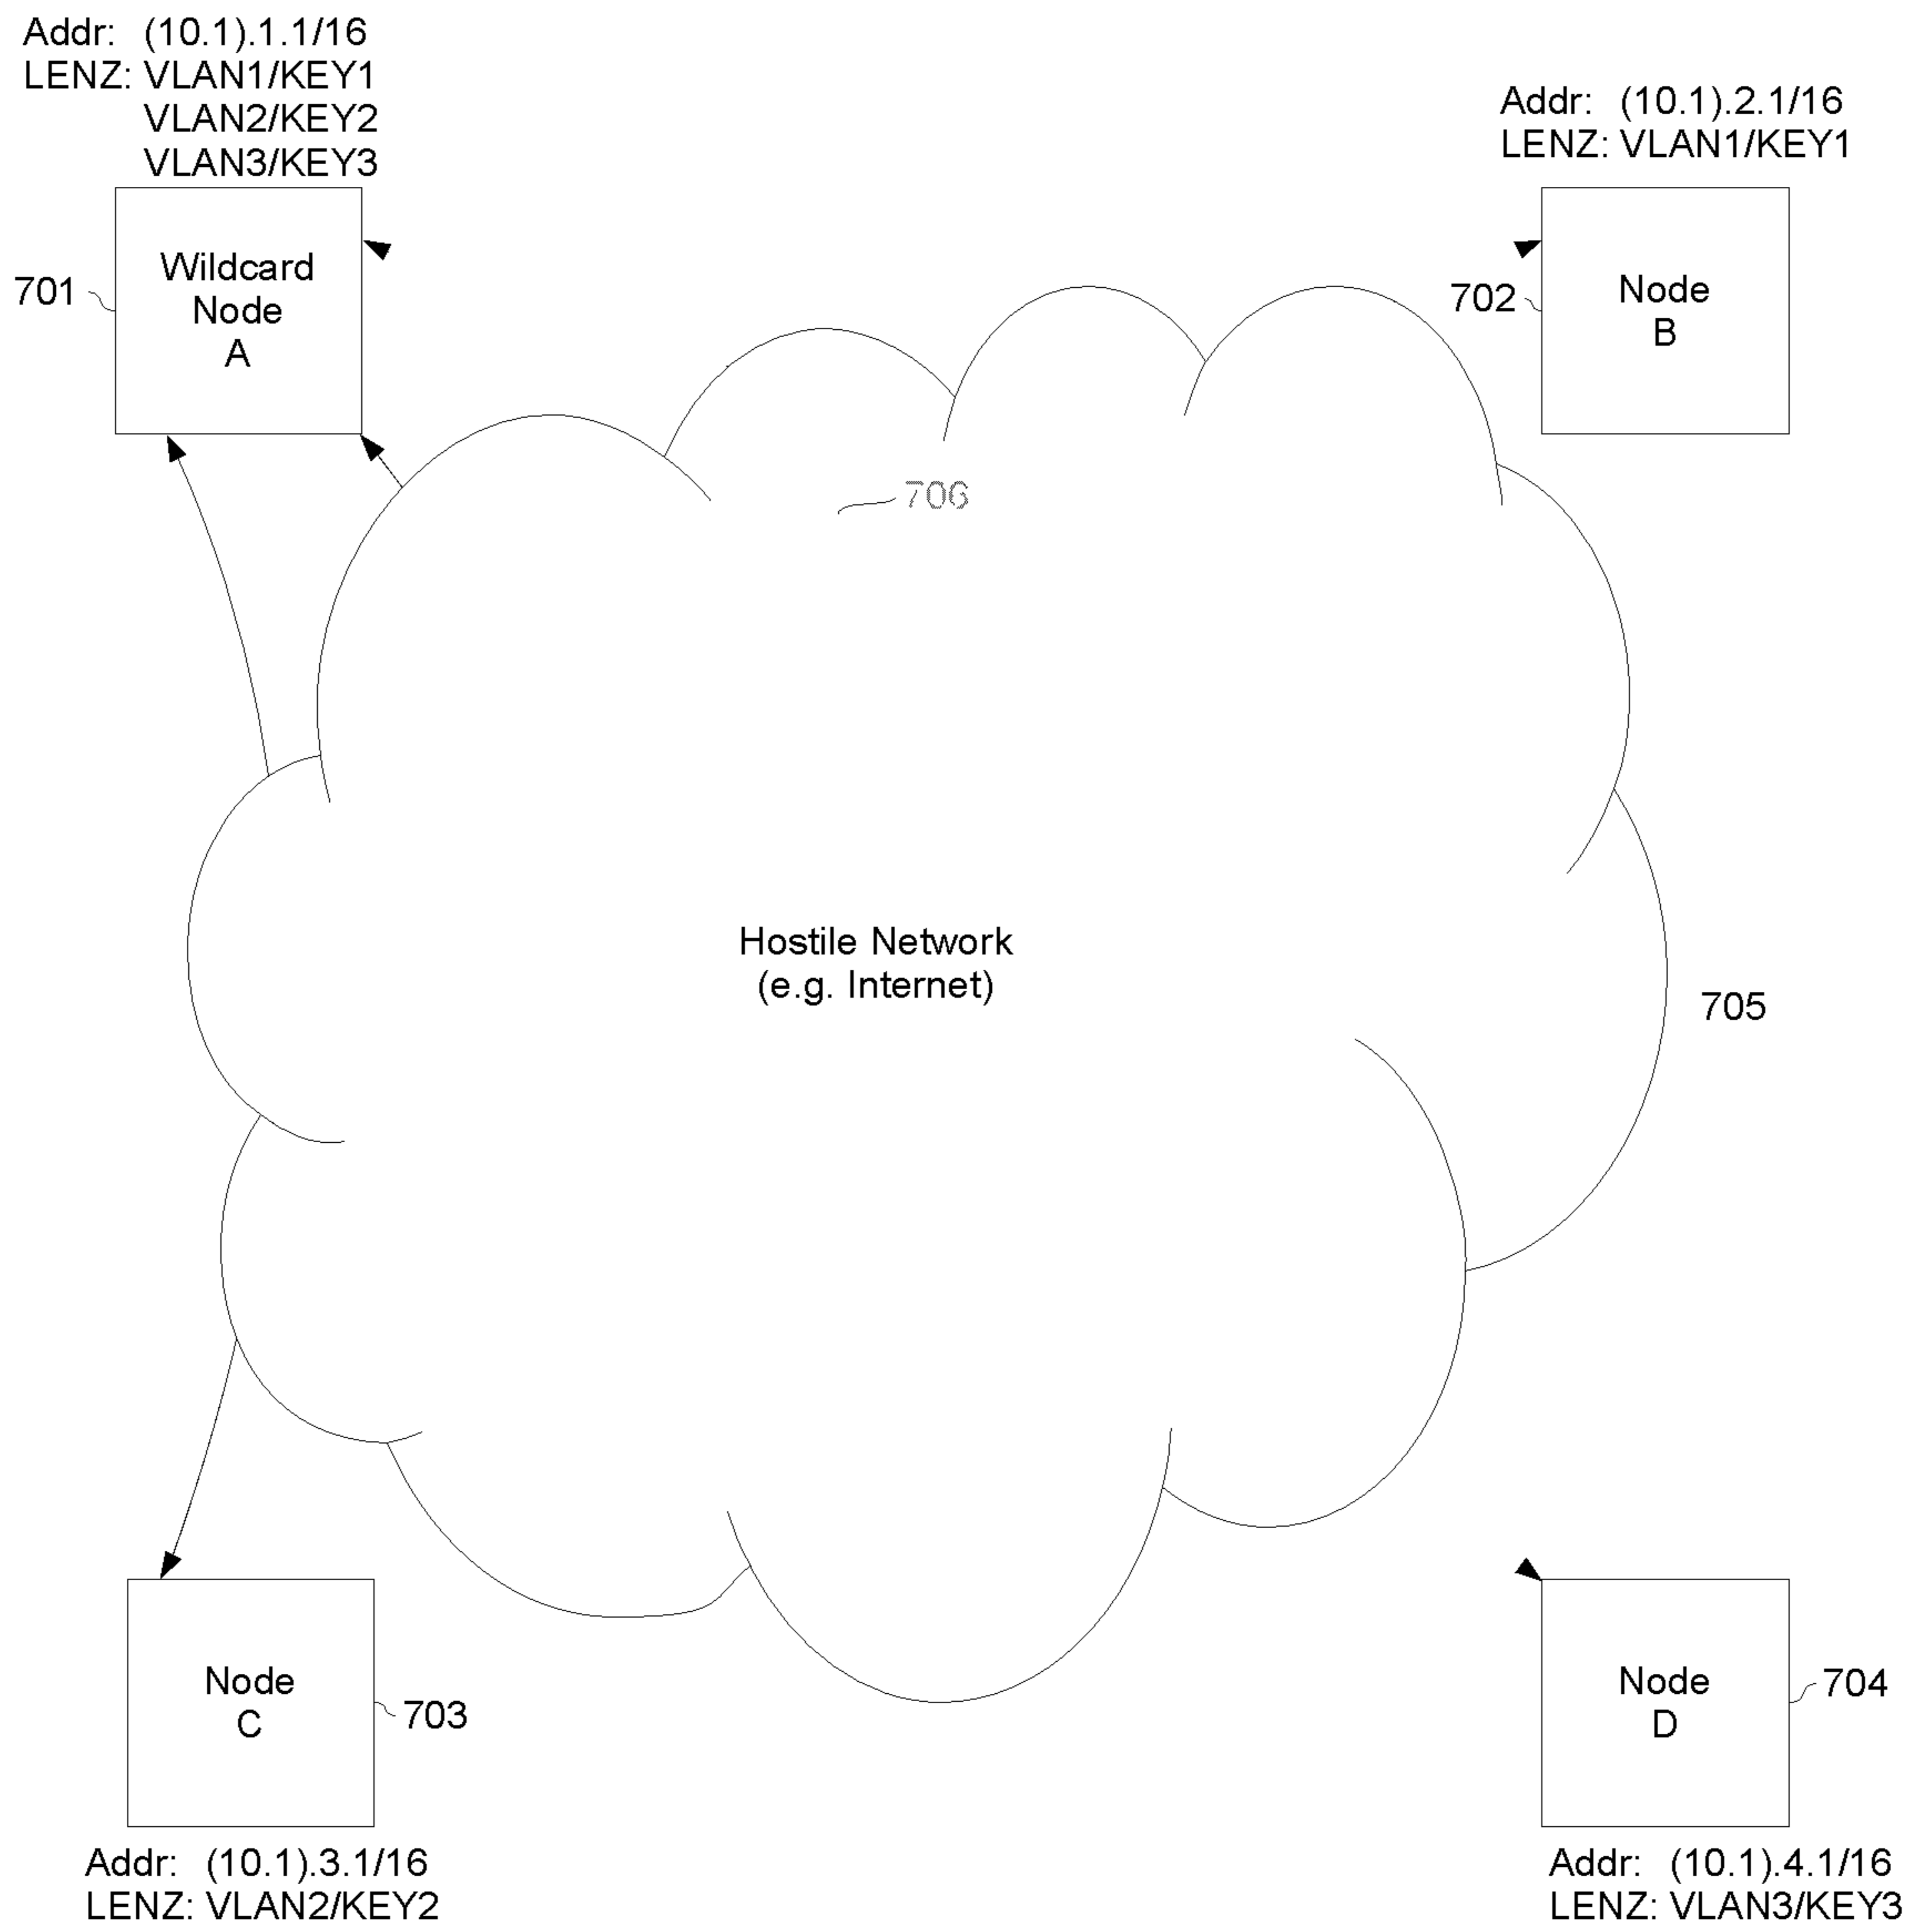 Addr: (10.1).1.1/16
LENZ: VLAN1/KEY1
VLAN2/KEY2
VLAN3/KEY3
Addr: (10.1).2.1/16
LENZ: VLAN1/KEY1
Wildcard
Node
A
701
702
Node
B
706
Hostile Network
(e.g. Internet)
705
Node
C
703
Node
D
704
Addr: (10.1).3.1/16
LENZ: VLAN2/KEY2
Addr: (10.1).4.1/16
LENZ: VLAN3/KEY3